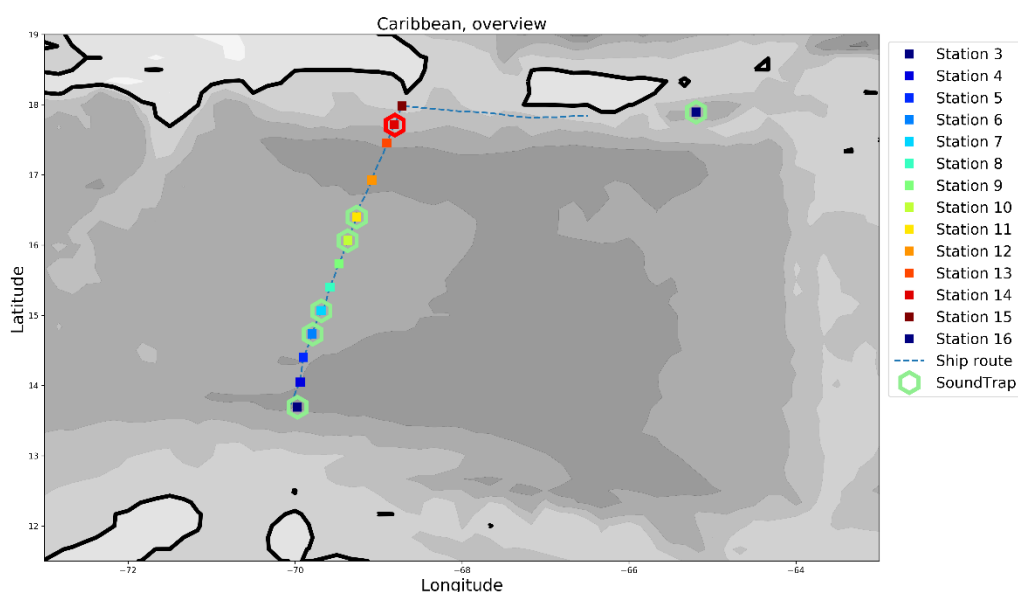 Caribbean, overview
19
18
17
16
15
14
13
12
Latitude
−72
−70
−68
−66
−64
Longitude
Station 3
Station 4
Station 5
Station 6
Station 7
Station 8
Station 9
Station 10
Station 11
Station 12
Station 13
Station 14
Station 15
Station 16
Ship route
SoundTrap